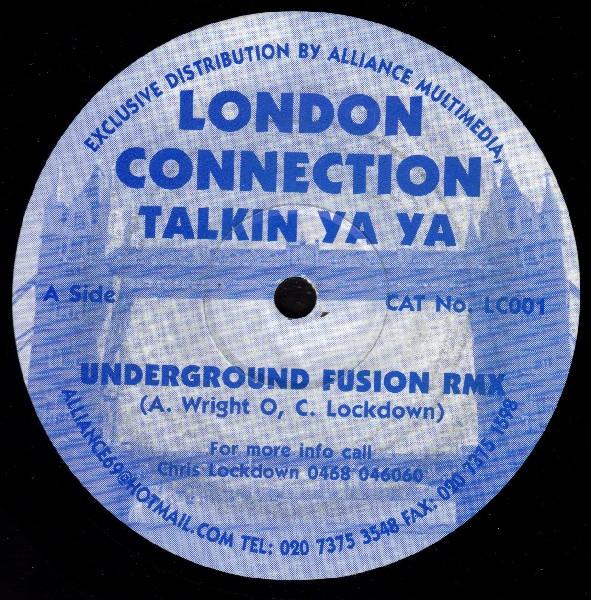 EXCLUSIVE DISTRIBUTION BY ALLIANCE MULTIMEDIA,
LONDON
CONNECTION
TALKIN YA YA
A Side
CAT No. LC001
UNDERGROUND FUSION RMX
(A. Wright O, C. Lockdown)
For more info call
Chris Lockdown 0468 046060
ALLIANCE69@HOTMAIL.COM TEL: 020 7375 3548 FAX: 090 7375 1598